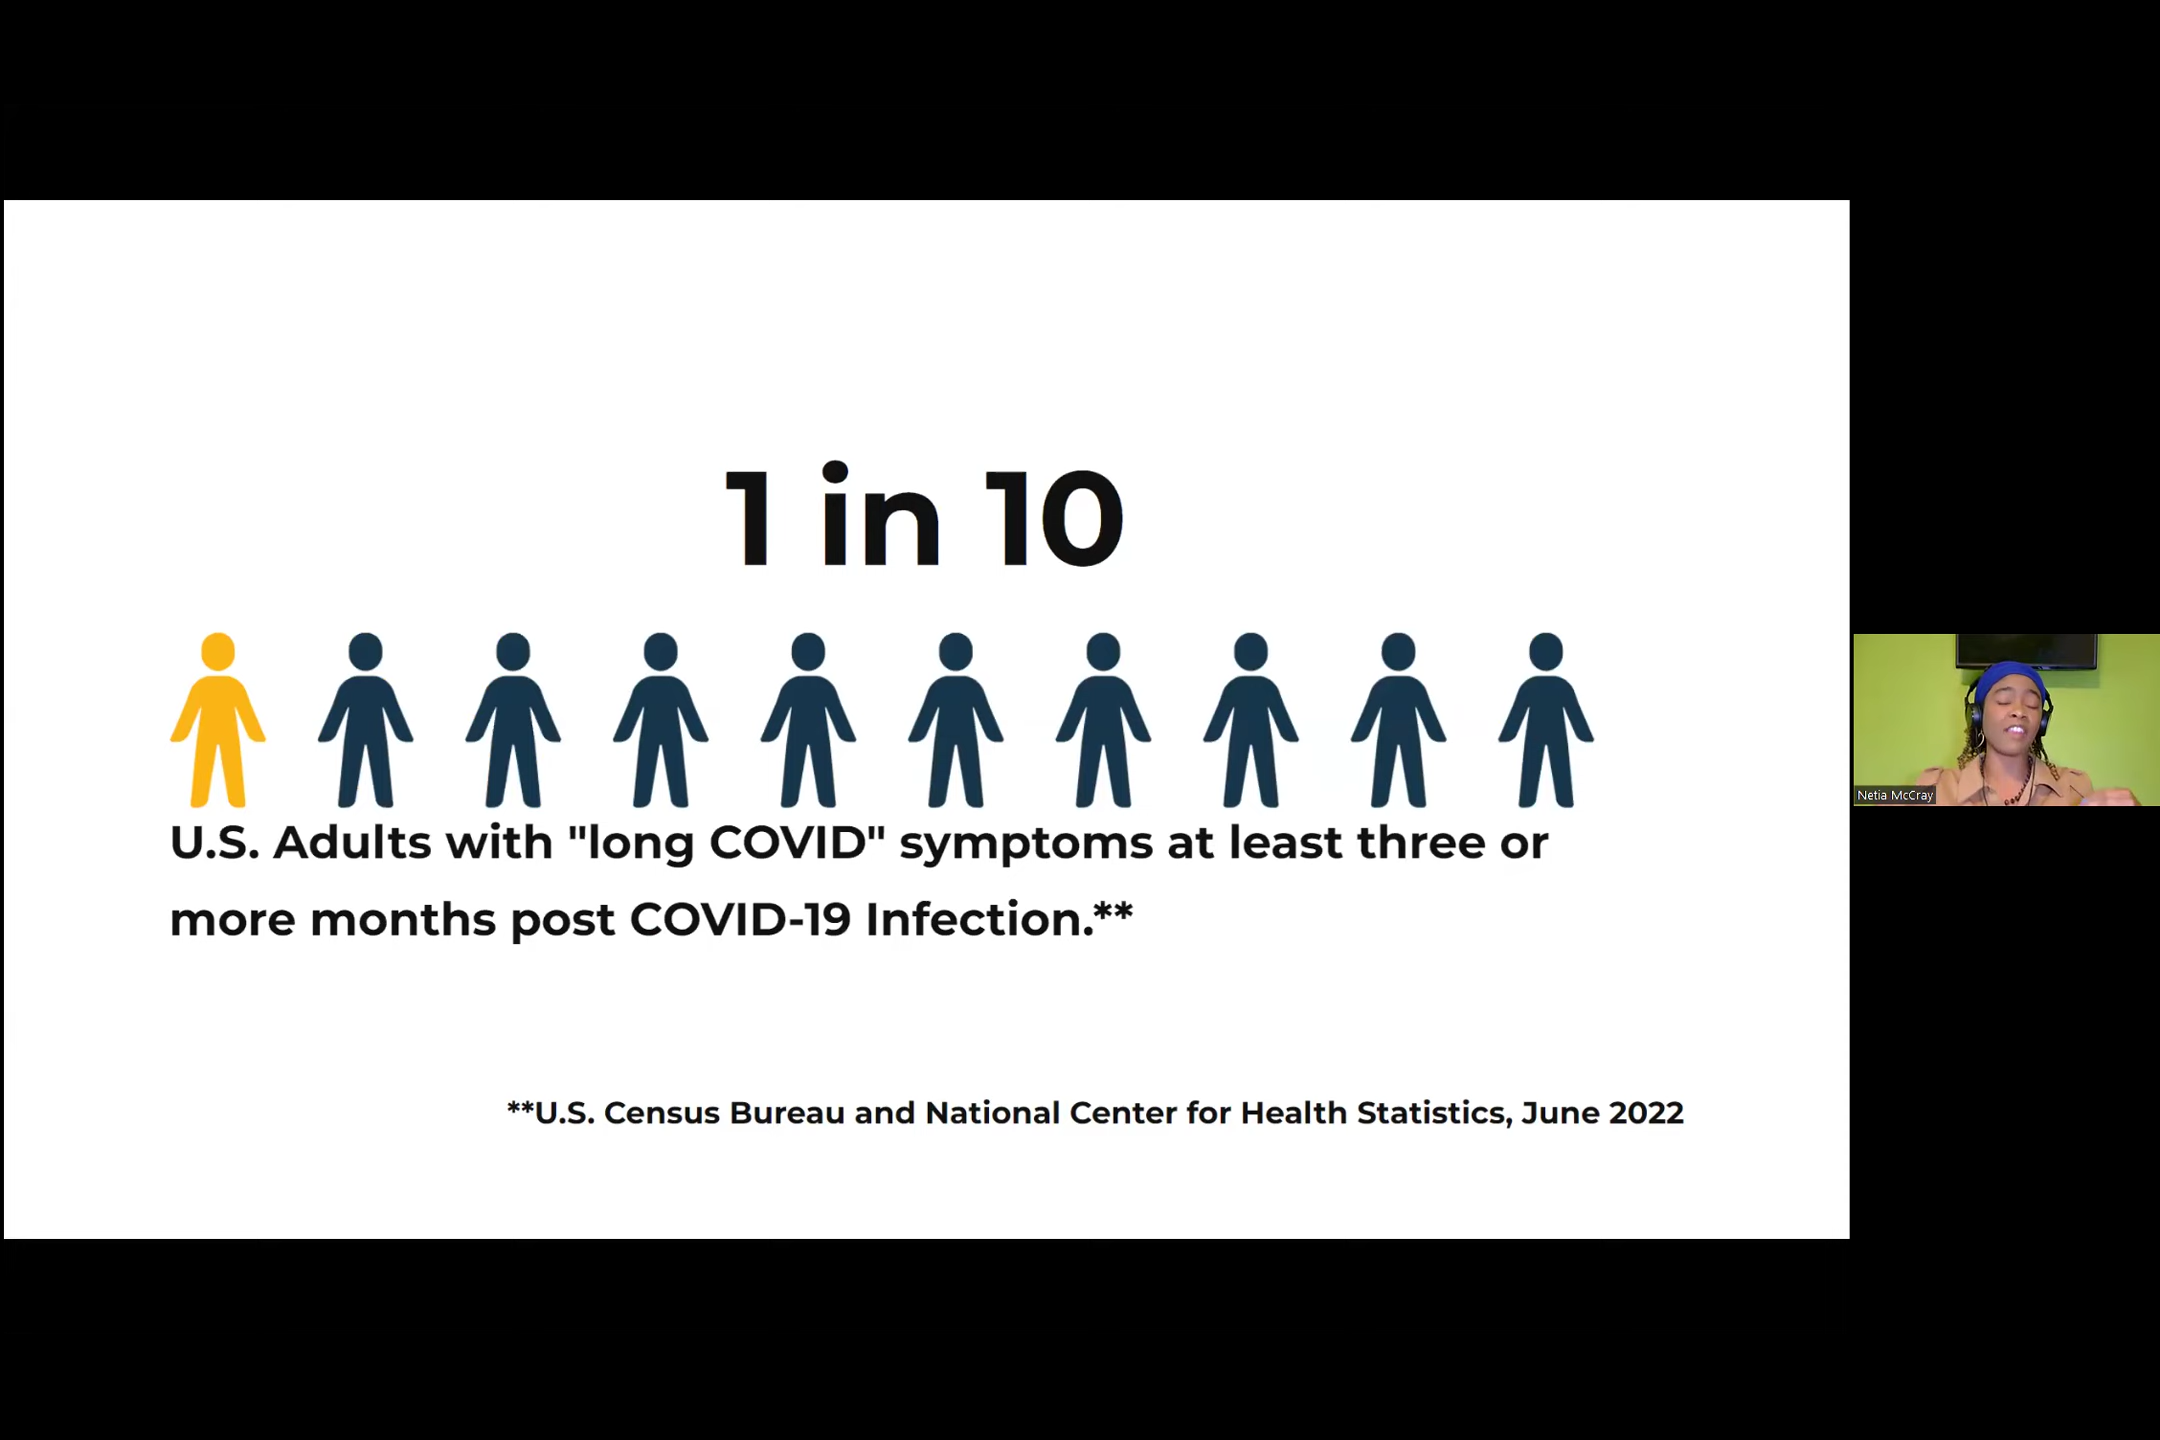 1 in 10
U.S. Adults with "long COVID" symptoms at least three or
more months post COVID-19 Infection.**
**U.S. Census Bureau and National Center for Health Statistics, June 2022
Netia McCray